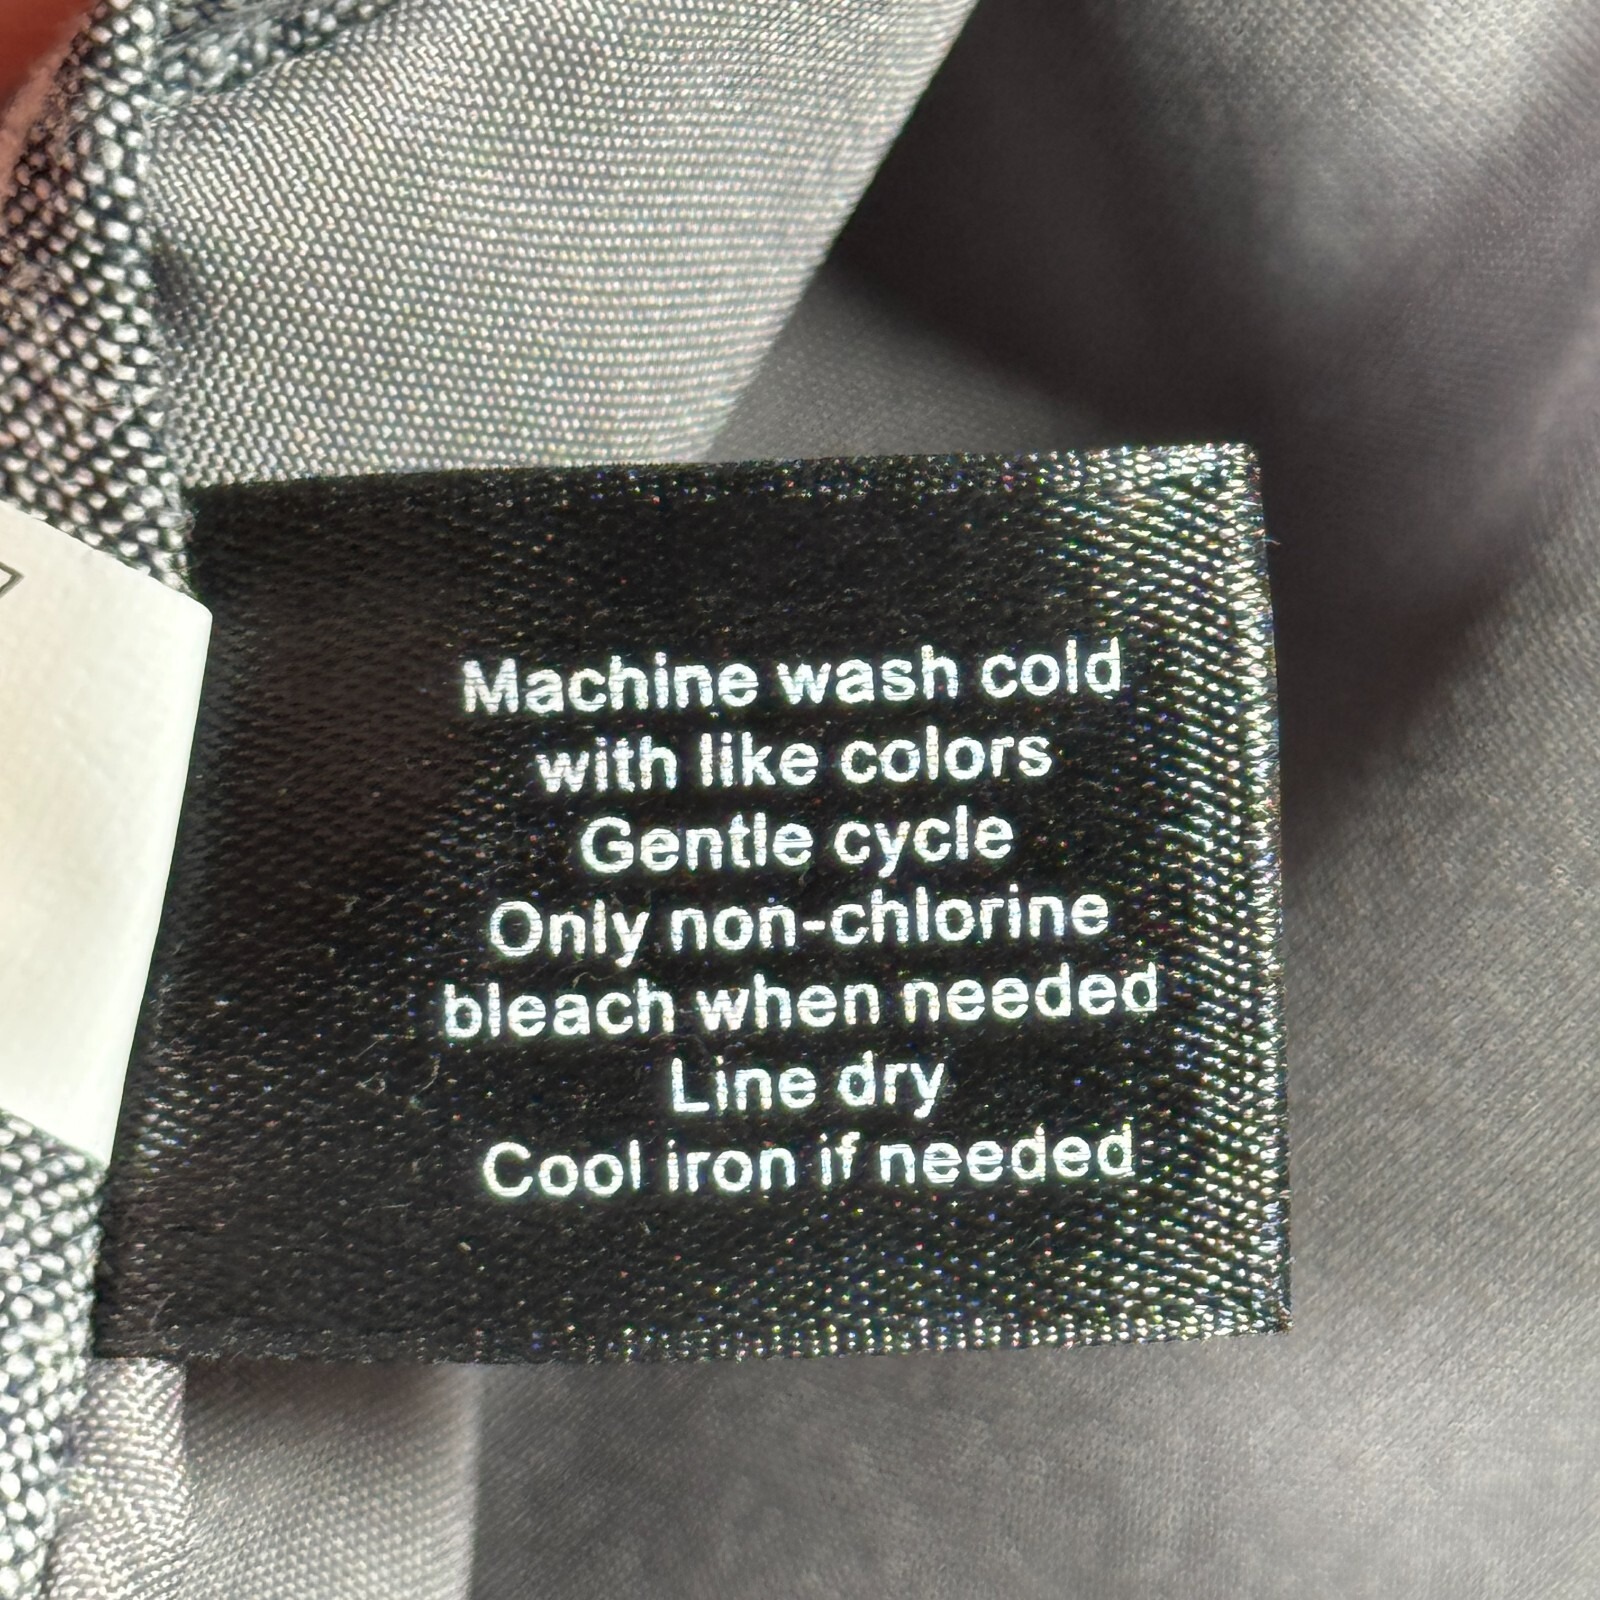 Machine wash cold
with like colors
Gentle cycle
Only non-chlorine
bleach when needed
Line dry
Cool iron if needed